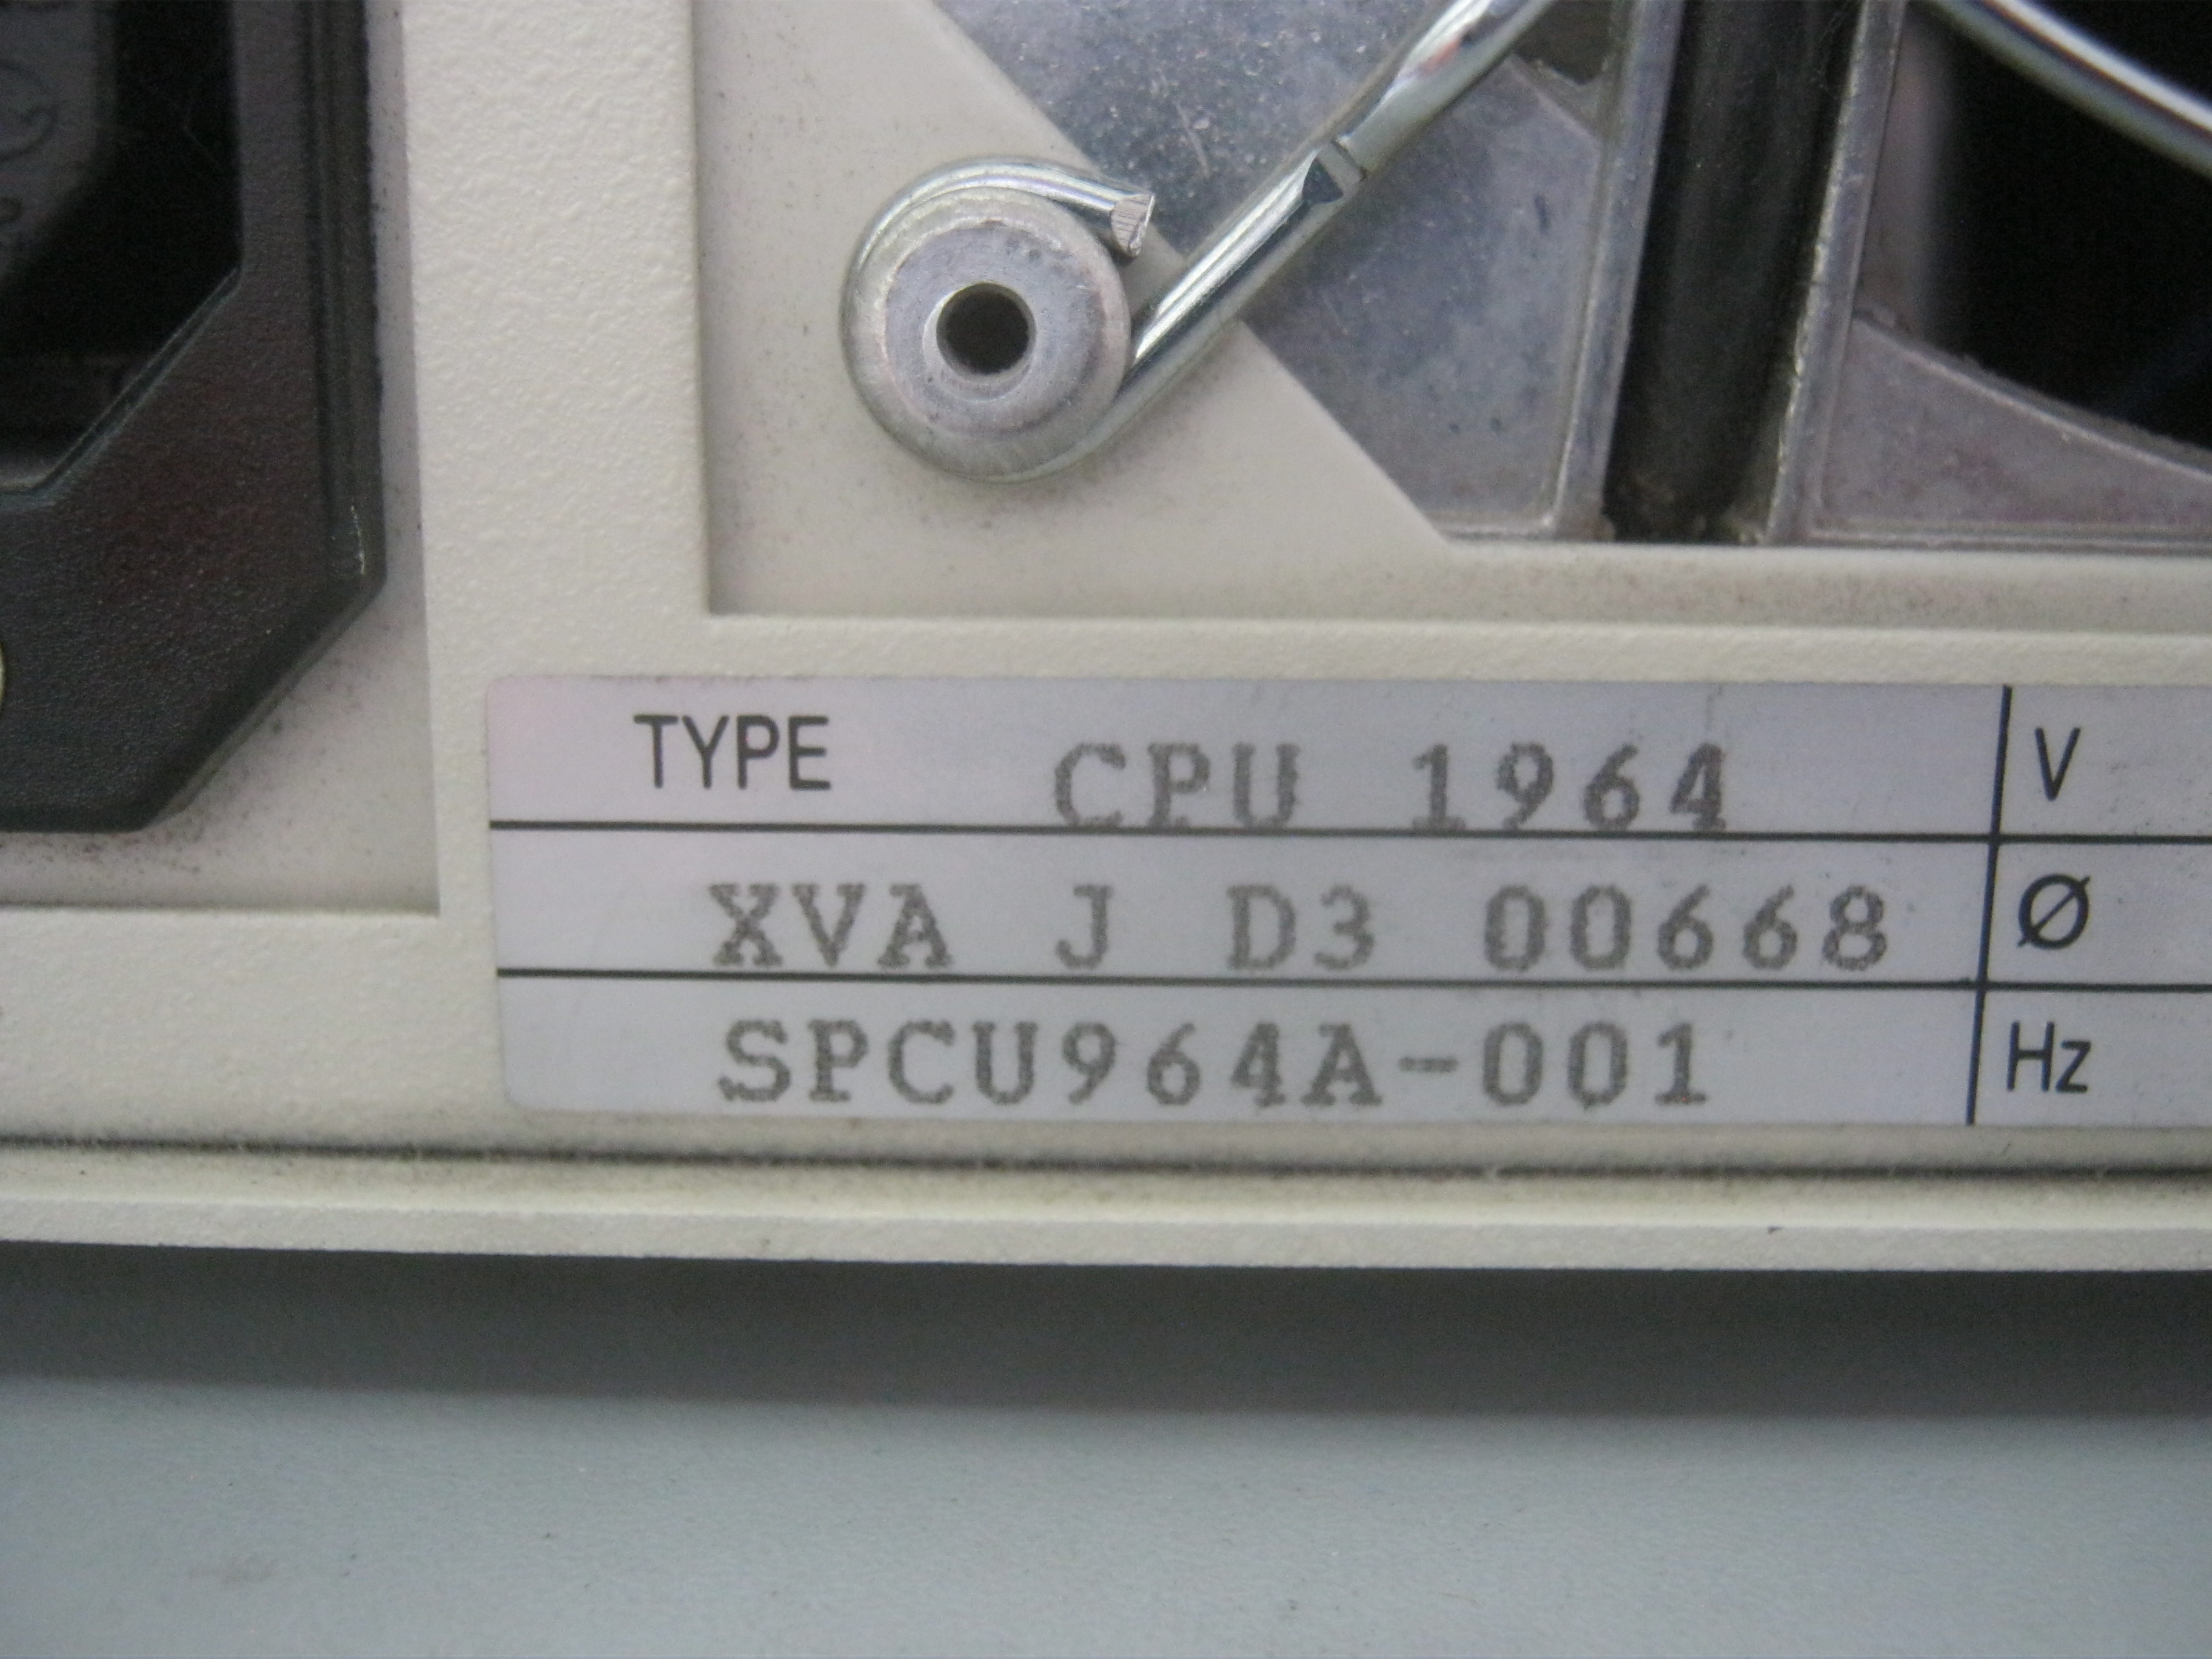 TYPE CPU 1964 V
XVA J D3 00668 Ø
SPCU964A-001 Hz